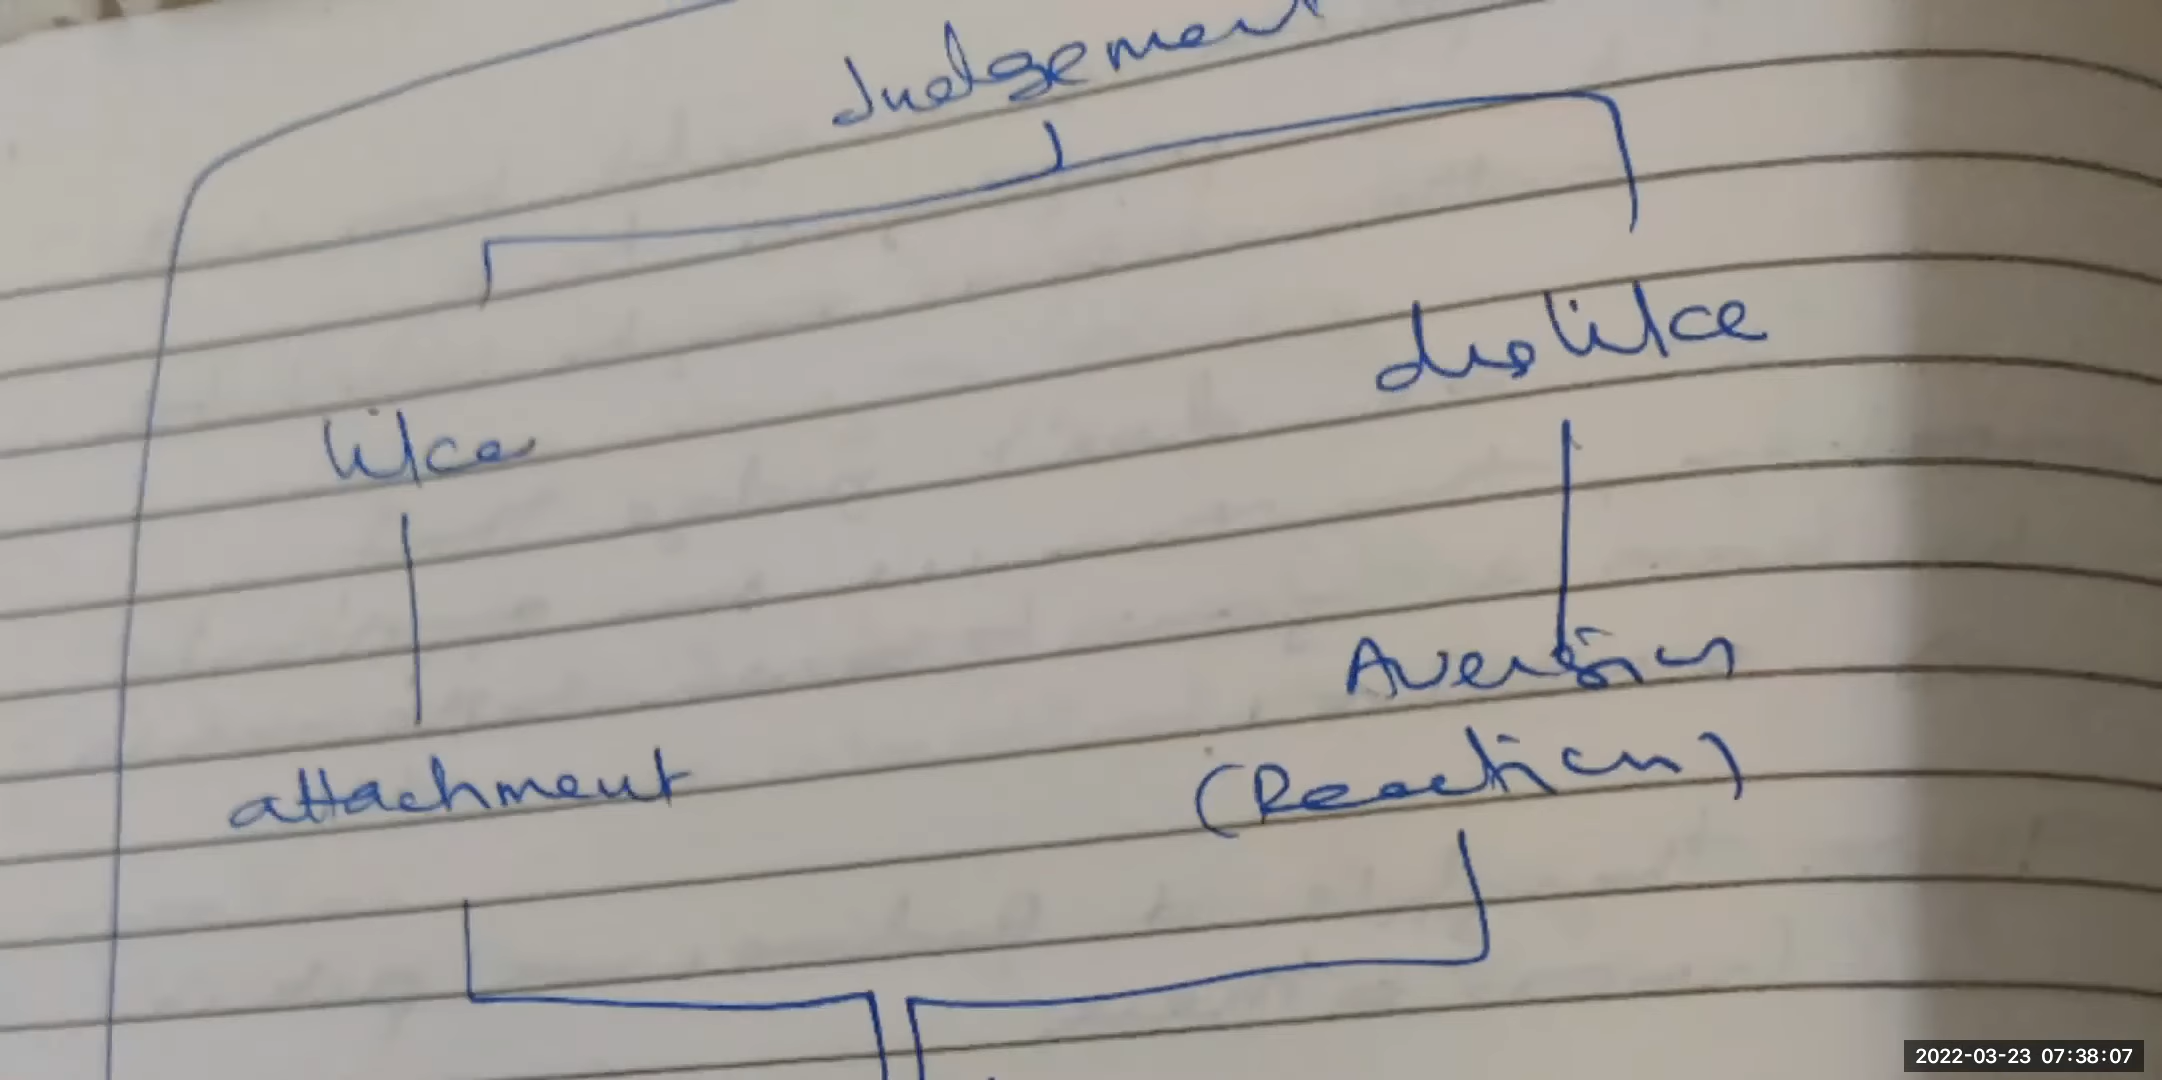 Judgement
like
dislike
attachment
Aversion
(Reaction)
2022-03-23 07:38:07